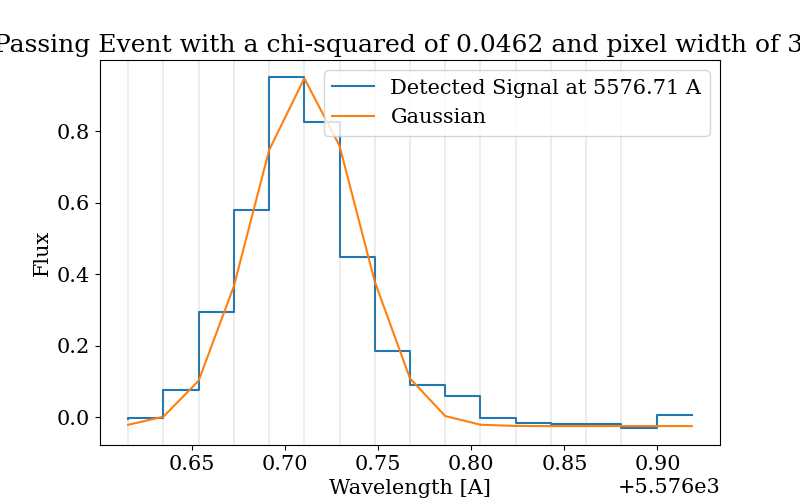 Passing Event with a chi-squared of 0.0462 and pixel width of 3
Detected Signal at 5576.71 A
Gaussian
Flux
0.8
0.6
0.4
0.2
0.0
0.65 0.70 0.75 0.80 0.85 0.90
Wavelength [A]
+5.576e3